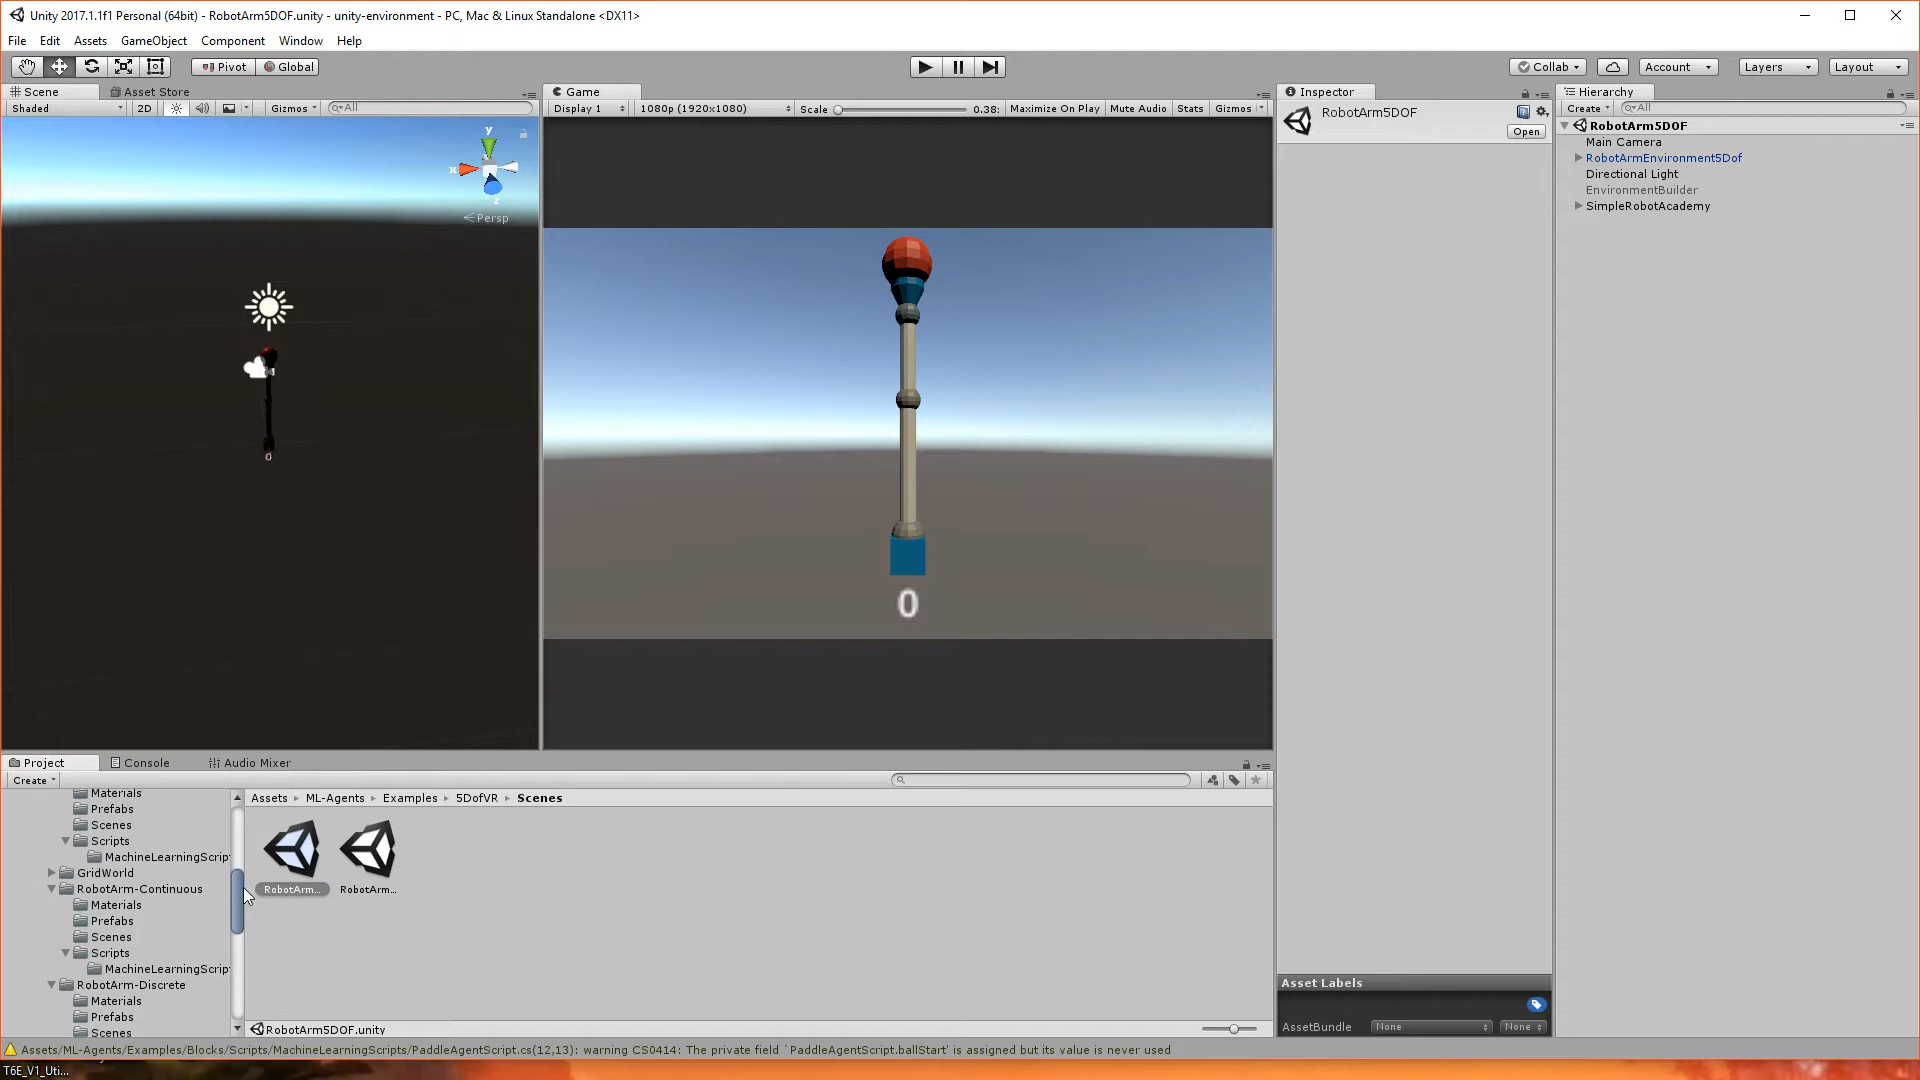 Unity 2017.1.1f1 Personal (64bit) - RobotArm5DOF.unity - unity-environment - PC, Mac & Linux Standalone <DX11>
File Edit Assets GameObject Component Window Help
Pivot Global Collab Account Layers Layout
Scene Asset Store Game Inspector Hierarchy
Shaded 2D Gizmos All Display 1 1080p (1920x1080) Scale 0.38: Maximize On Play Mute Audio Stats Gizmos
RobotArm5DOF
Open
Create All
RobotArm5DOF
Main Camera
RobotArmEnvironment5Dof
Directional Light
EnvironmentBuilder
SimpleRobotAcademy
y
x
z
Persp
0
0
Project Console Audio Mixer
Create
Materials
Prefabs
Scenes
Scripts
MachineLearningScrip
GridWorld
RobotArm-Continuous
Materials
Prefabs
Scenes
Scripts
MachineLearningScrip
RobotArm-Discrete
Materials
Prefabs
Scenes
Assets ML-Agents Examples 5DofVR Scenes
RobotArm... RobotArm...
RobotArm5DOF.unity
Asset Labels
AssetBundle None None
Assets/ML-Agents/Examples/Blocks/Scripts/MachineLearningScripts/PaddleAgentScript.cs(12,13): warning CS0414: The private field `PaddleAgentScript.ballStart' is assigned but its value is never used
T6E_V1_Uti...